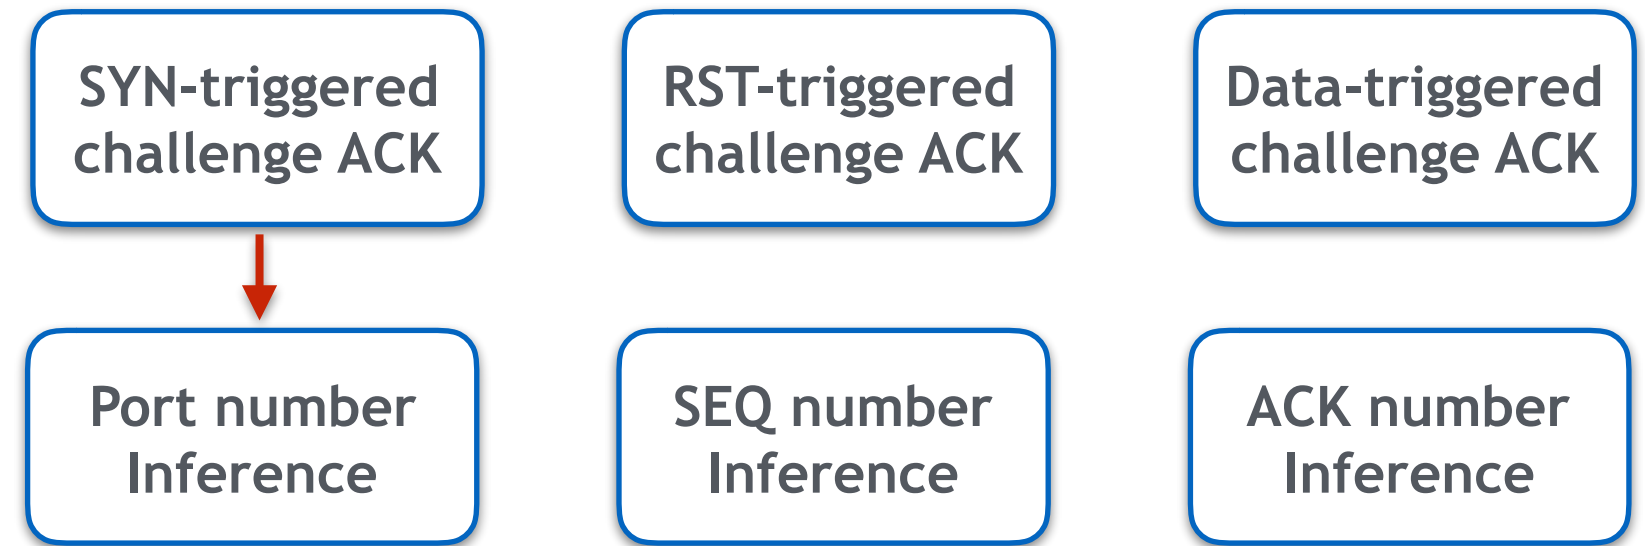 SYN-triggered
challenge ACK
RST-triggered
challenge ACK
Data-triggered
challenge ACK
Port number
Inference
SEQ number
Inference
ACK number
Inference